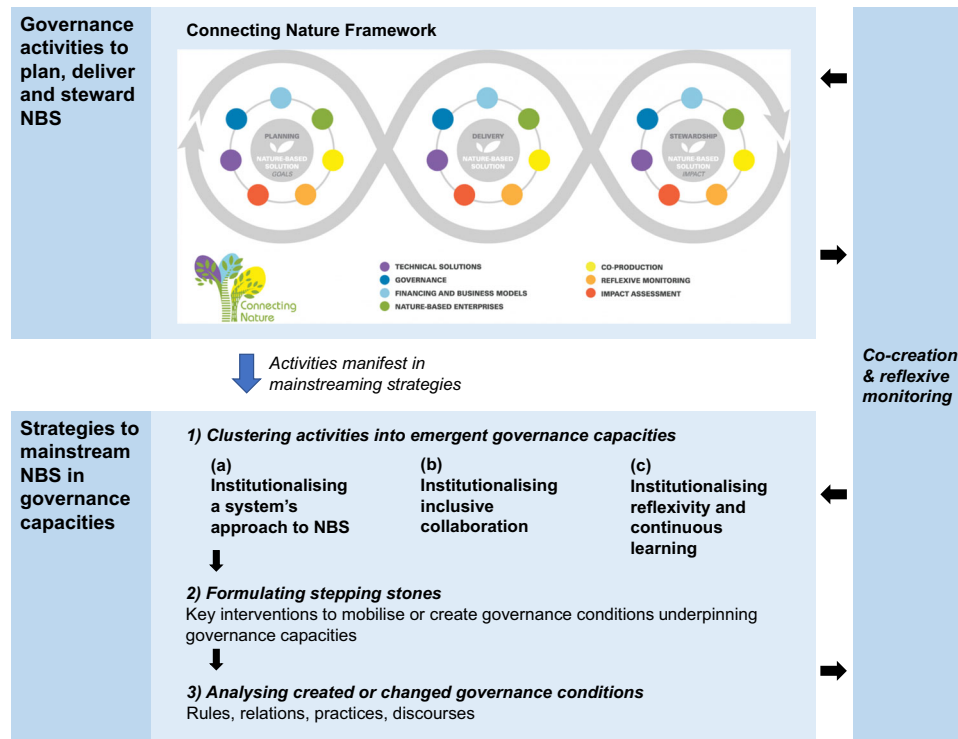 Governance
activities to
plan, deliver
and steward
NBS
Connecting Nature Framework
PLANNING
NATURE-BASED
SOLUTION
GOALS
DELIVERY
NATURE-BASED
SOLUTION
STEWARDSHIP
NATURE-BASED
SOLUTION
IMPACT
Connecting
Nature
TECHNICAL SOLUTIONS
GOVERNANCE
FINANCING AND BUSINESS MODELS
NATURE-BASED ENTERPRISES
CO-PRODUCTION
REFLEXIVE MONITORING
IMPACT ASSESSMENT
Activities manifest in
mainstreaming strategies
Co-creation
& reflexive
monitoring
Strategies to
mainstream
NBS in
governance
capacities
1) Clustering activities into emergent governance capacities
(a)
Institutionalising
a system's
approach to NBS
(b)
Institutionalising
inclusive
collaboration
(c)
Institutionalising
reflexivity and
continuous
learning
2) Formulating stepping stones
Key interventions to mobilise or create governance conditions underpinning
governance capacities
3) Analysing created or changed governance conditions
Rules, relations, practices, discourses